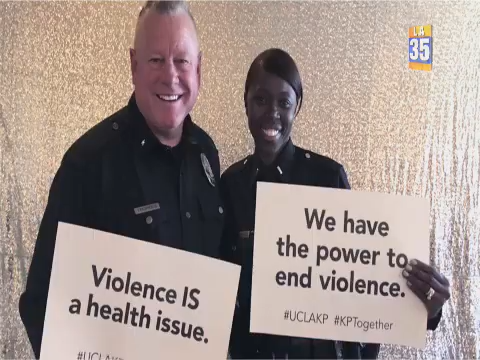 LA
35
We have
the power to
end violence.
#UCLAKP #KPTogether
Violence IS
a health issue.